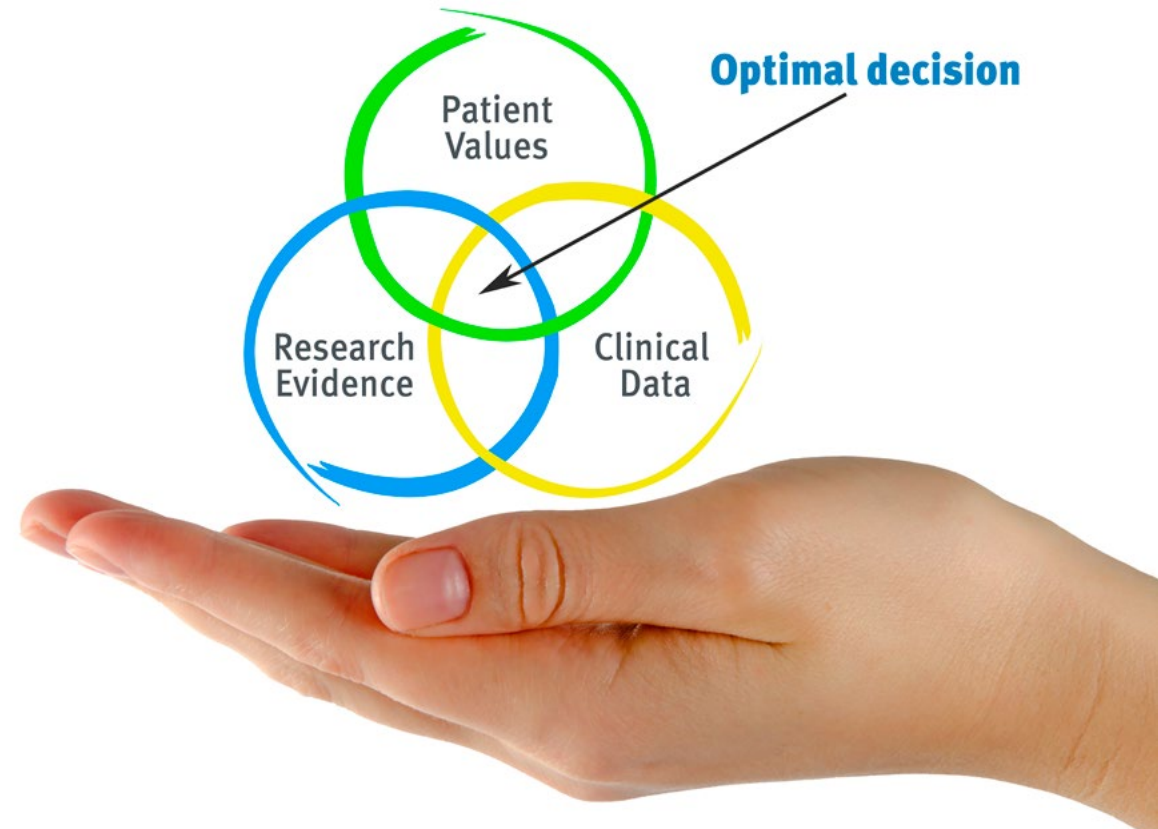 Optimal decision
Patient
Values
Research
Evidence
Clinical
Data